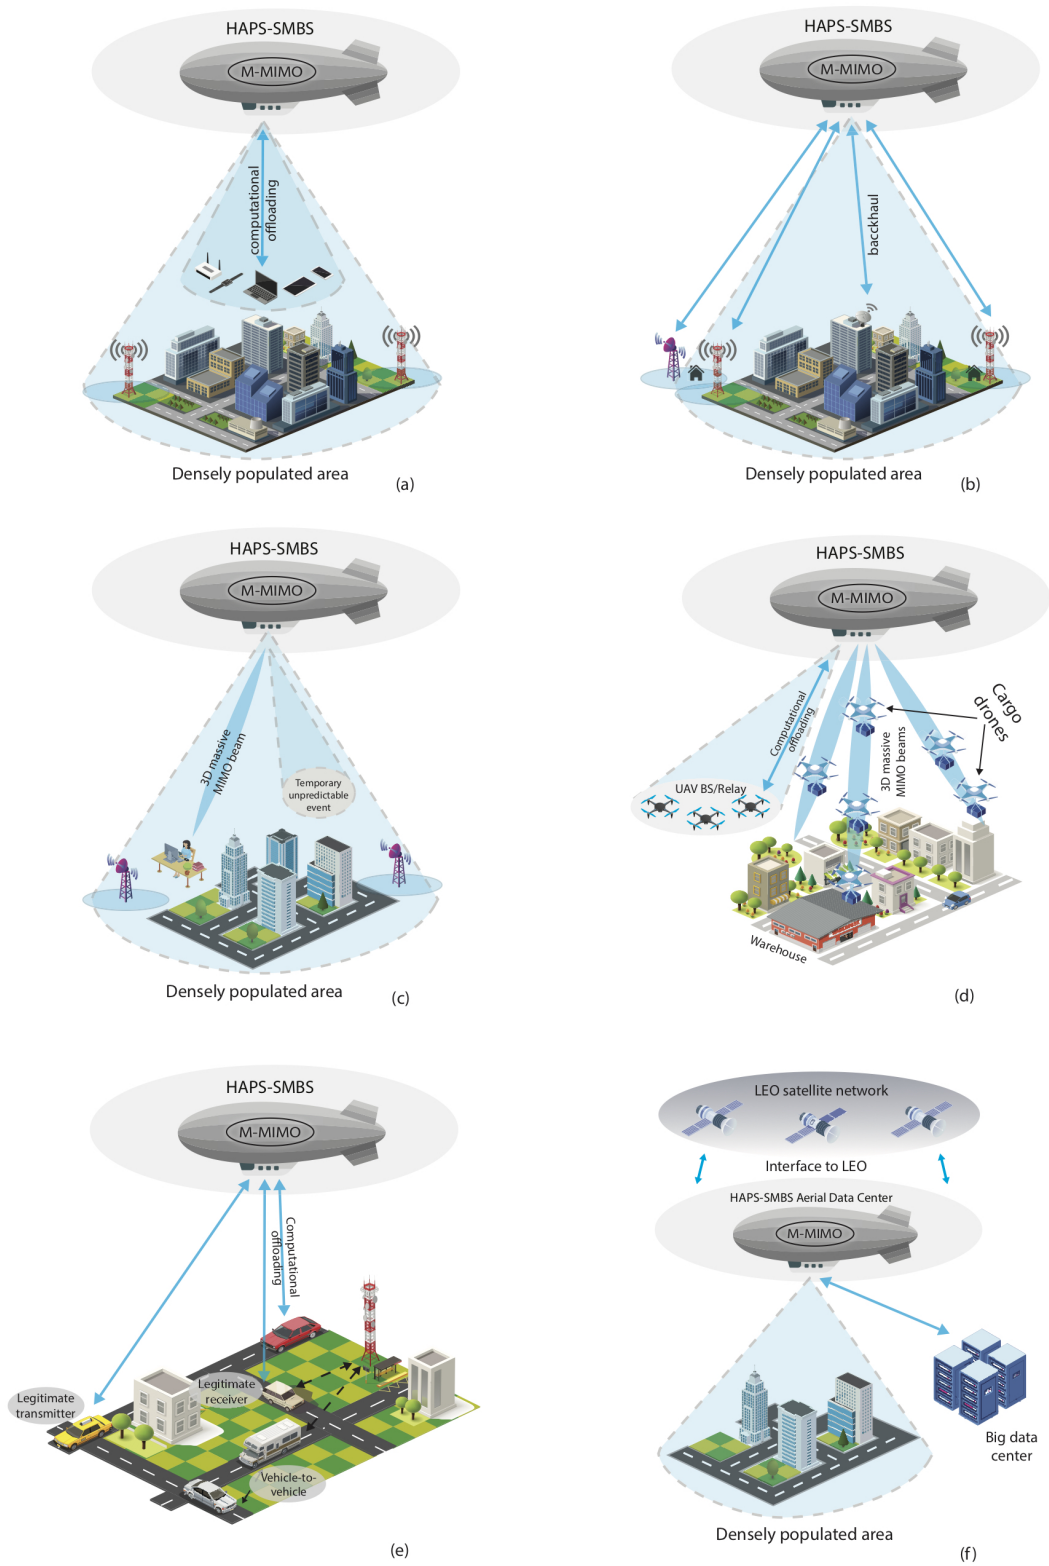 HAPS-SMBS
M-MIMO
computational
offloading
Densely populated area
(a)
HAPS-SMBS
M-MIMO
bacckhaul
Densely populated area
(b)
HAPS-SMBS
M-MIMO
3D massive
MIMO beam
Temporary
unpredictable
event
Densely populated area
(c)
HAPS-SMBS
M-MIMO
Computational
offloading
Cargo
drones
3D massive
MIMO beams
UAV BS/Relay
Warehouse
(d)
HAPS-SMBS
M-MIMO
Computational
offloading
Legitimate
transmitter
Legitimate
receiver
Vehicle-to-
vehicle
(e)
LEO satellite network
Interface to LEO
HAPS-SMBS Aerial Data Center
M-MIMO
Big data
center
Densely populated area
(f)